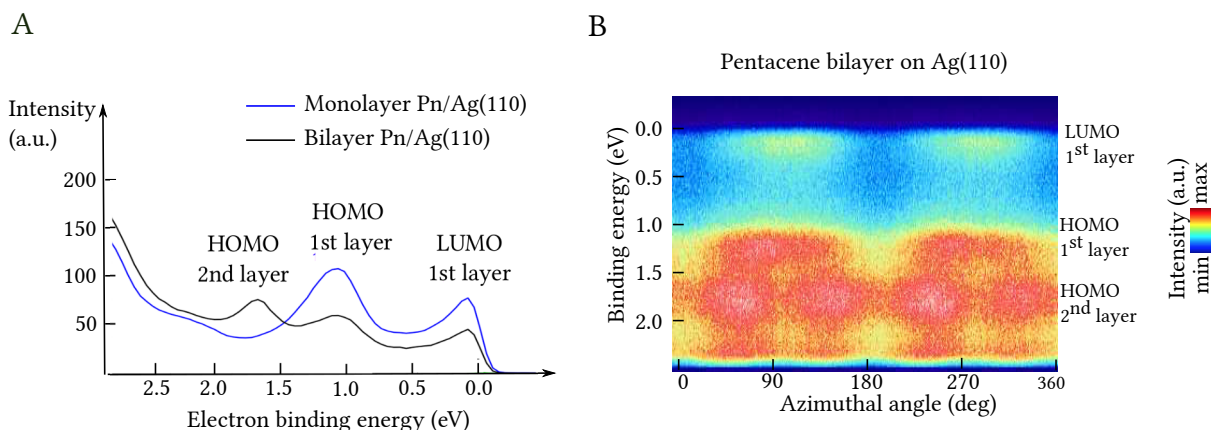 A
Intensity
(a.u.)
Monolayer Pn/Ag(110)
Bilayer Pn/Ag(110)
200
150
100
50
HOMO
2nd layer
HOMO
1st layer
LUMO
1st layer
2.5
2.0
1.5
1.0
0.5
0.0
Electron binding energy (eV)
B
Pentacene bilayer on Ag(110)
Binding energy (eV)
0.0
0.5
1.0
1.5
2.0
0
90
180
270
360
Azimuthal angle (deg)
LUMO
1st layer
HOMO
1st layer
HOMO
2nd layer
Intensity (a.u.)
min
max